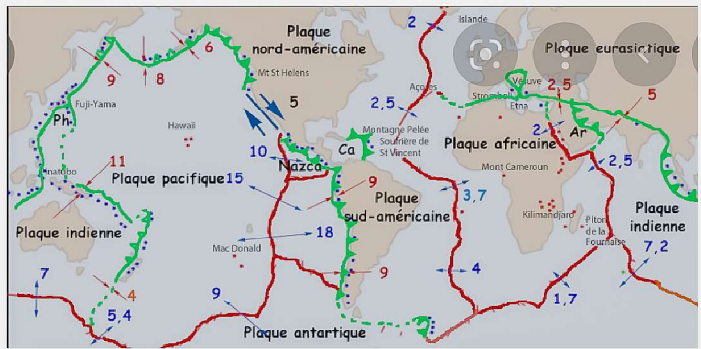 Plaque
nord-américaine
Islande
2
Plaque eurasiatique
6
9
8
Mt St Helens
Açores
Vésuve
Stromboli
Etna
2,5
5
Fuji-Yama
Ph
5
2,5
Hawaii
Montagne Pelée
Soufrière de
St Vincent
Ca
Plaque africaine
2
Ar
10
Nazca
2,5
11
Plaque pacifique
15
9
Mont Cameroun
Plaque
sud-américaine
3,7
Kilimandjaro
Piton
de la
Fournaise
Plaque
indienne
Plaque indienne
18
Mac Donald
7,2
7
9
4
4
9
1,7
5,4
Plaque antartique